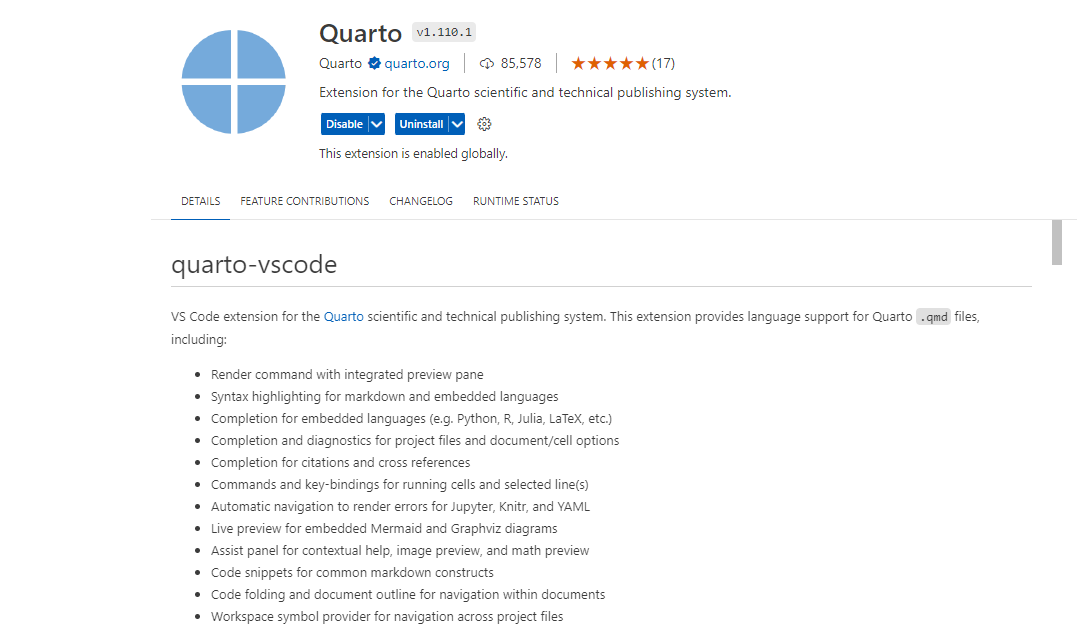 Quarto v1.110.1
Quarto quarto.org 85,578 (17)
Extension for the Quarto scientific and technical publishing system.
Disable Uninstall
This extension is enabled globally.
DETAILS FEATURE CONTRIBUTIONS CHANGELOG RUNTIME STATUS
quarto-vscode
VS Code extension for the Quarto scientific and technical publishing system. This extension provides language support for Quarto .qmd files,
including:
Render command with integrated preview pane
Syntax highlighting for markdown and embedded languages
Completion for embedded languages (e.g. Python, R, Julia, LaTeX, etc.)
Completion and diagnostics for project files and document/cell options
Completion for citations and cross references
Commands and key-bindings for running cells and selected line(s)
Automatic navigation to render errors for Jupyter, Knitr, and YAML
Live preview for embedded Mermaid and Graphviz diagrams
Assist panel for contextual help, image preview, and math preview
Code snippets for common markdown constructs
Code folding and document outline for navigation within documents
Workspace symbol provider for navigation across project files